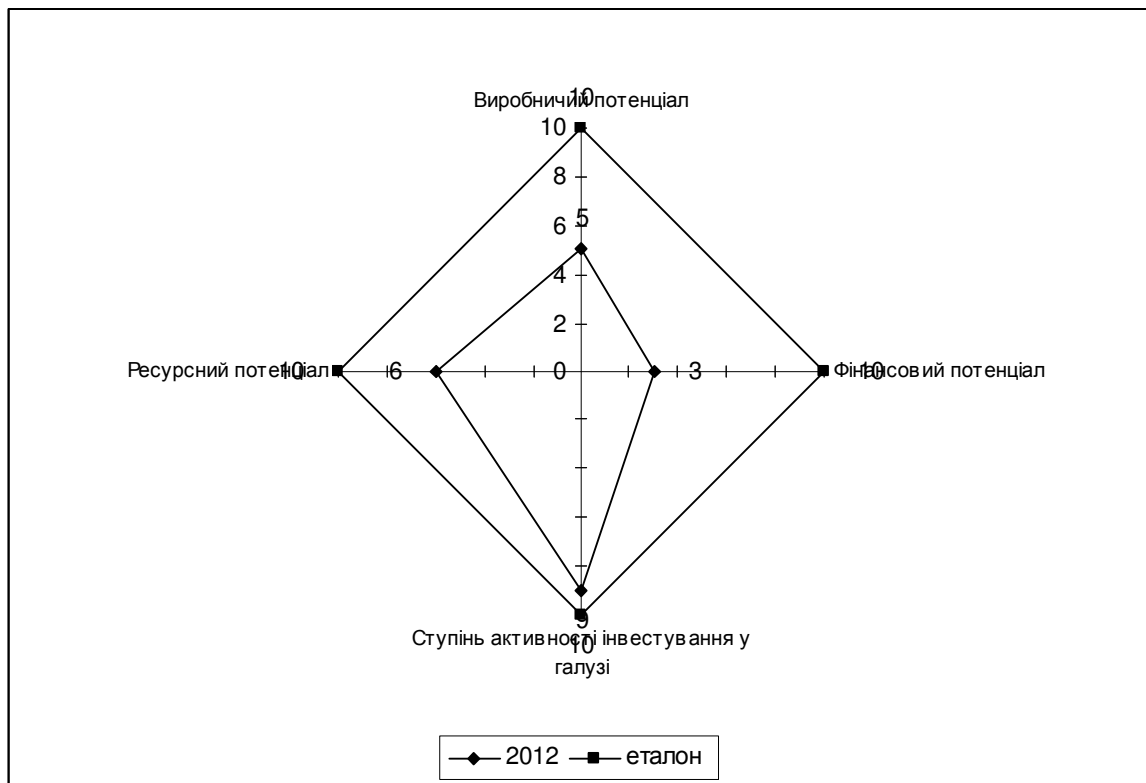 10
Виробничий потенціал
10
8
6
5
4
2
0
Ресурсний потенціал
10
6
3
10
Фінансовий потенціал
9
Ступінь активності інвестування у
10
галузі
2012
еталон